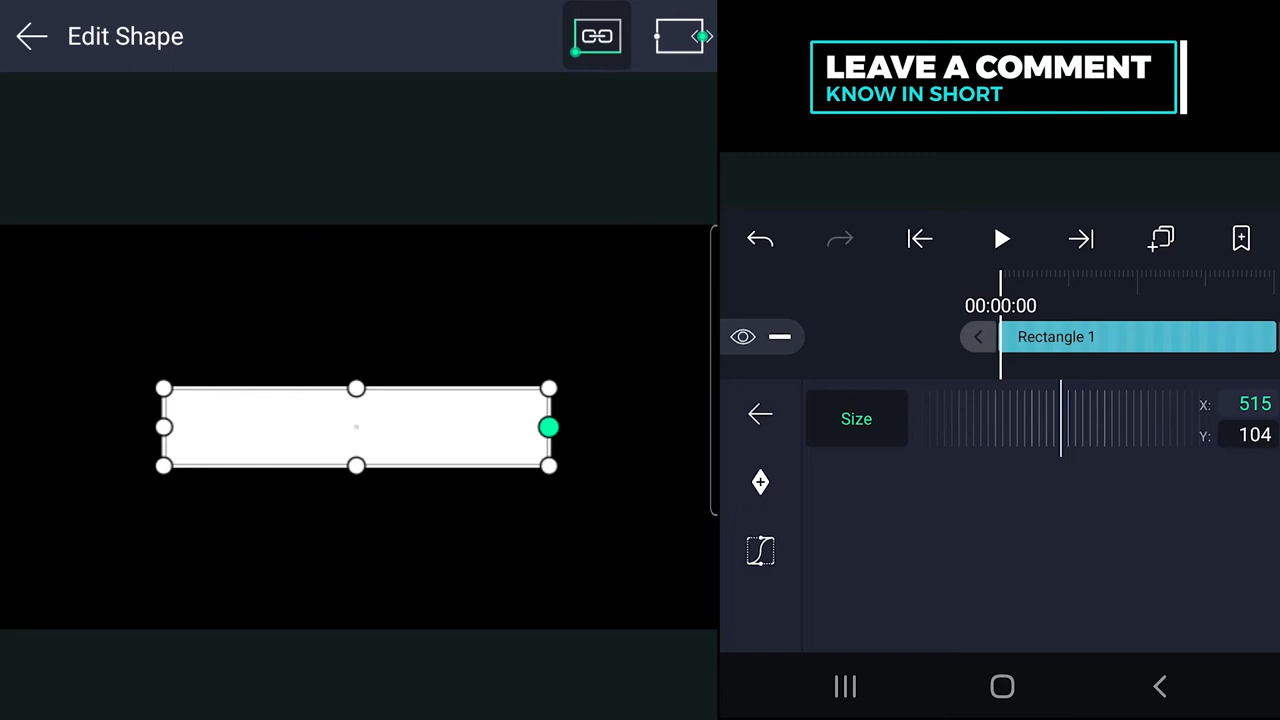 Edit Shape
LEAVE A COMMENT
KNOW IN SHORT
00:00:00
Rectangle 1
Size
X: 515
Y: 104